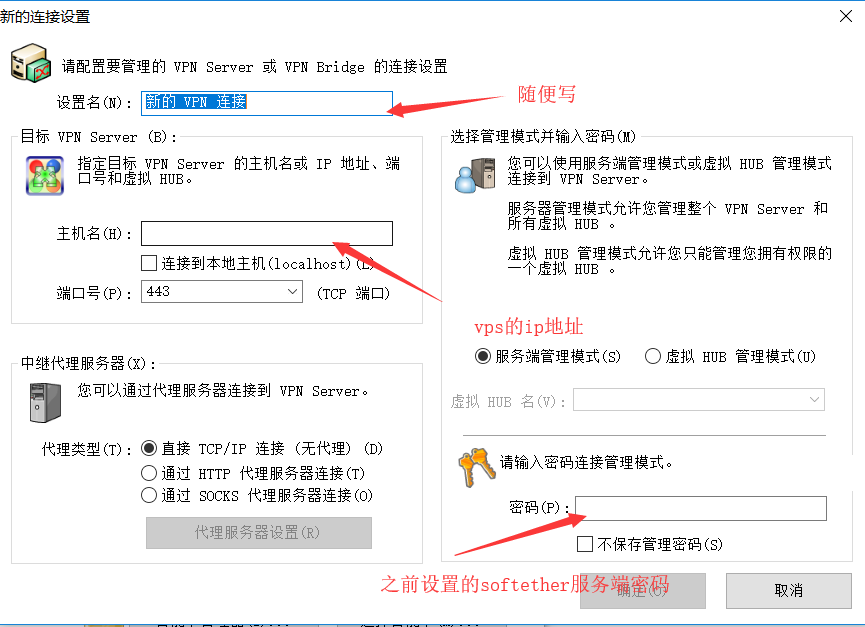 新的连接设置
请配置要管理的 VPN Server 或 VPN Bridge 的连接设置
设置名(N):
新的 VPN 连接
随便写
目标 VPN Server (B):
指定目标 VPN Server 的主机名或 IP 地址、端
口号和虚拟 HUB。
主机名(H):
连接到本地主机(localhost)(L)
端口号(P):
443
(TCP 端口)
中继代理服务器(X):
您可以通过代理服务器连接到 VPN Server。
代理类型(T):
直接 TCP/IP 连接 (无代理) (D)
通过 HTTP 代理服务器连接(T)
通过 SOCKS 代理服务器连接(O)
代理服务器设置(R)
选择管理模式并输入密码(M)
您可以使用服务端管理模式或虚拟 HUB 管理模式
连接到 VPN Server。
服务器管理模式允许您管理整个 VPN Server 和
所有虚拟 HUB 。
虚拟 HUB 管理模式允许您只能管理您拥有权限的
一个虚拟 HUB 。
vps的ip地址
服务端管理模式(S)
虚拟 HUB 管理模式(U)
虚拟 HUB 名(V):
请输入密码连接管理模式。
密码(P):
不保存管理密码(S)
之前设置的softether服务端密码
确定(O)
取消